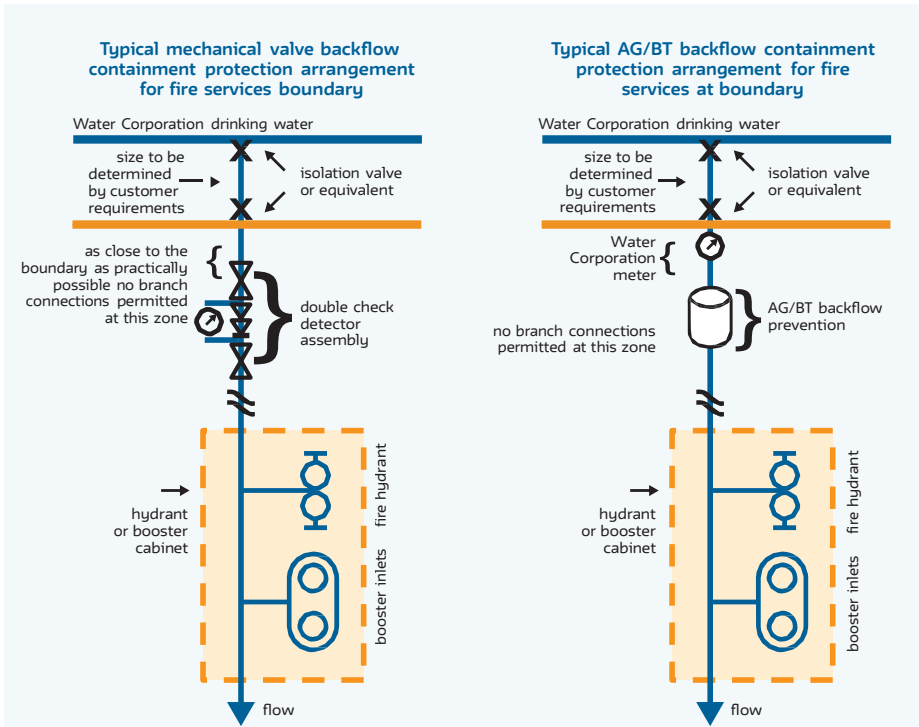 Typical mechanical valve backflow
containment protection arrangement
for fire services boundary
Water Corporation drinking water
size to be
determined
by customer
requirements
isolation valve
or equivalent
as close to the
boundary as practically
possible no branch
connections permitted
at this zone
double check
detector
assembly
hydrant
or booster
cabinet
fire hydrant
booster inlets
flow
Typical AG/BT backflow containment
protection arrangement for fire
services at boundary
Water Corporation drinking water
size to be
determined
by customer
requirements
isolation valve
or equivalent
Water
Corporation
meter
AG/BT backflow
prevention
no branch connections
permitted at this zone
hydrant
or booster
cabinet
fire hydrant
booster inlets
flow